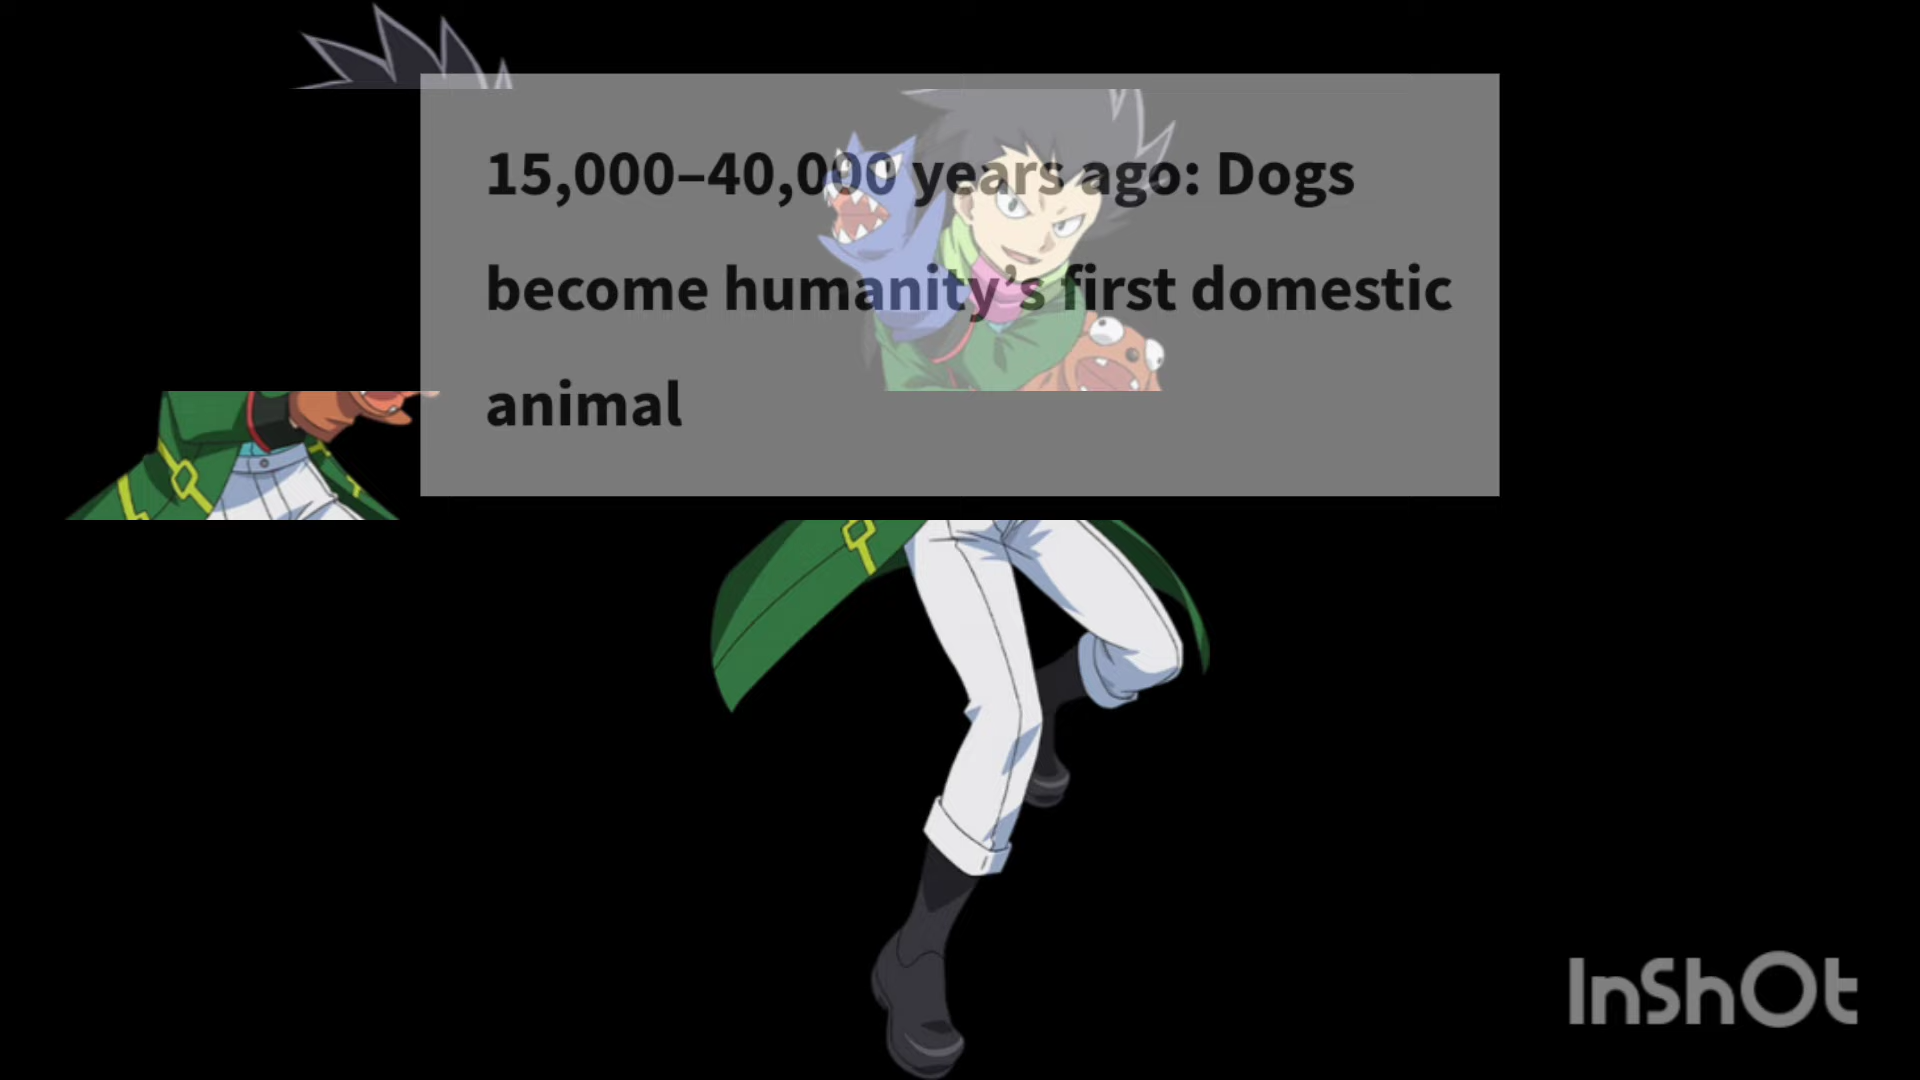 15,000–40,000 years ago: Dogs
become humanity's first domestic
animal
InShOt